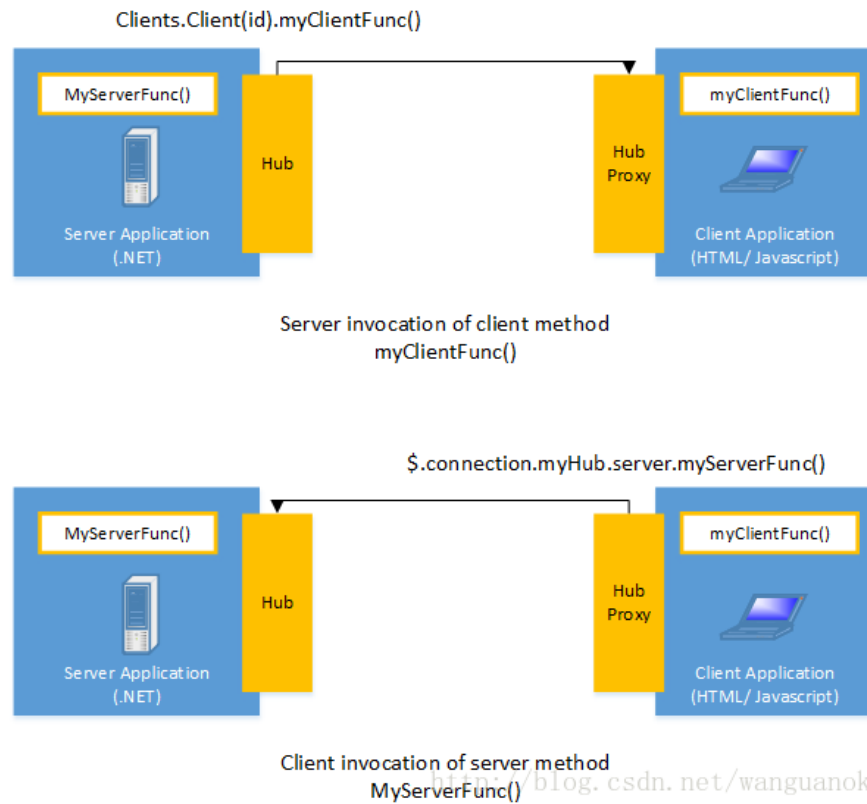 Clients.Client(id).myClientFunc()
MyServerFunc()
Hub
Server Application
(.NET)
Hub
Proxy
myClientFunc()
Client Application
(HTML/ Javascript)
Server invocation of client method
myClientFunc()
$.connection.myHub.server.myServerFunc()
MyServerFunc()
Hub
Server Application
(.NET)
Hub
Proxy
myClientFunc()
Client Application
(HTML/ Javascript)
Client invocation of server method
MyServerFunc()
http://blog.csdn.net/wanguanok